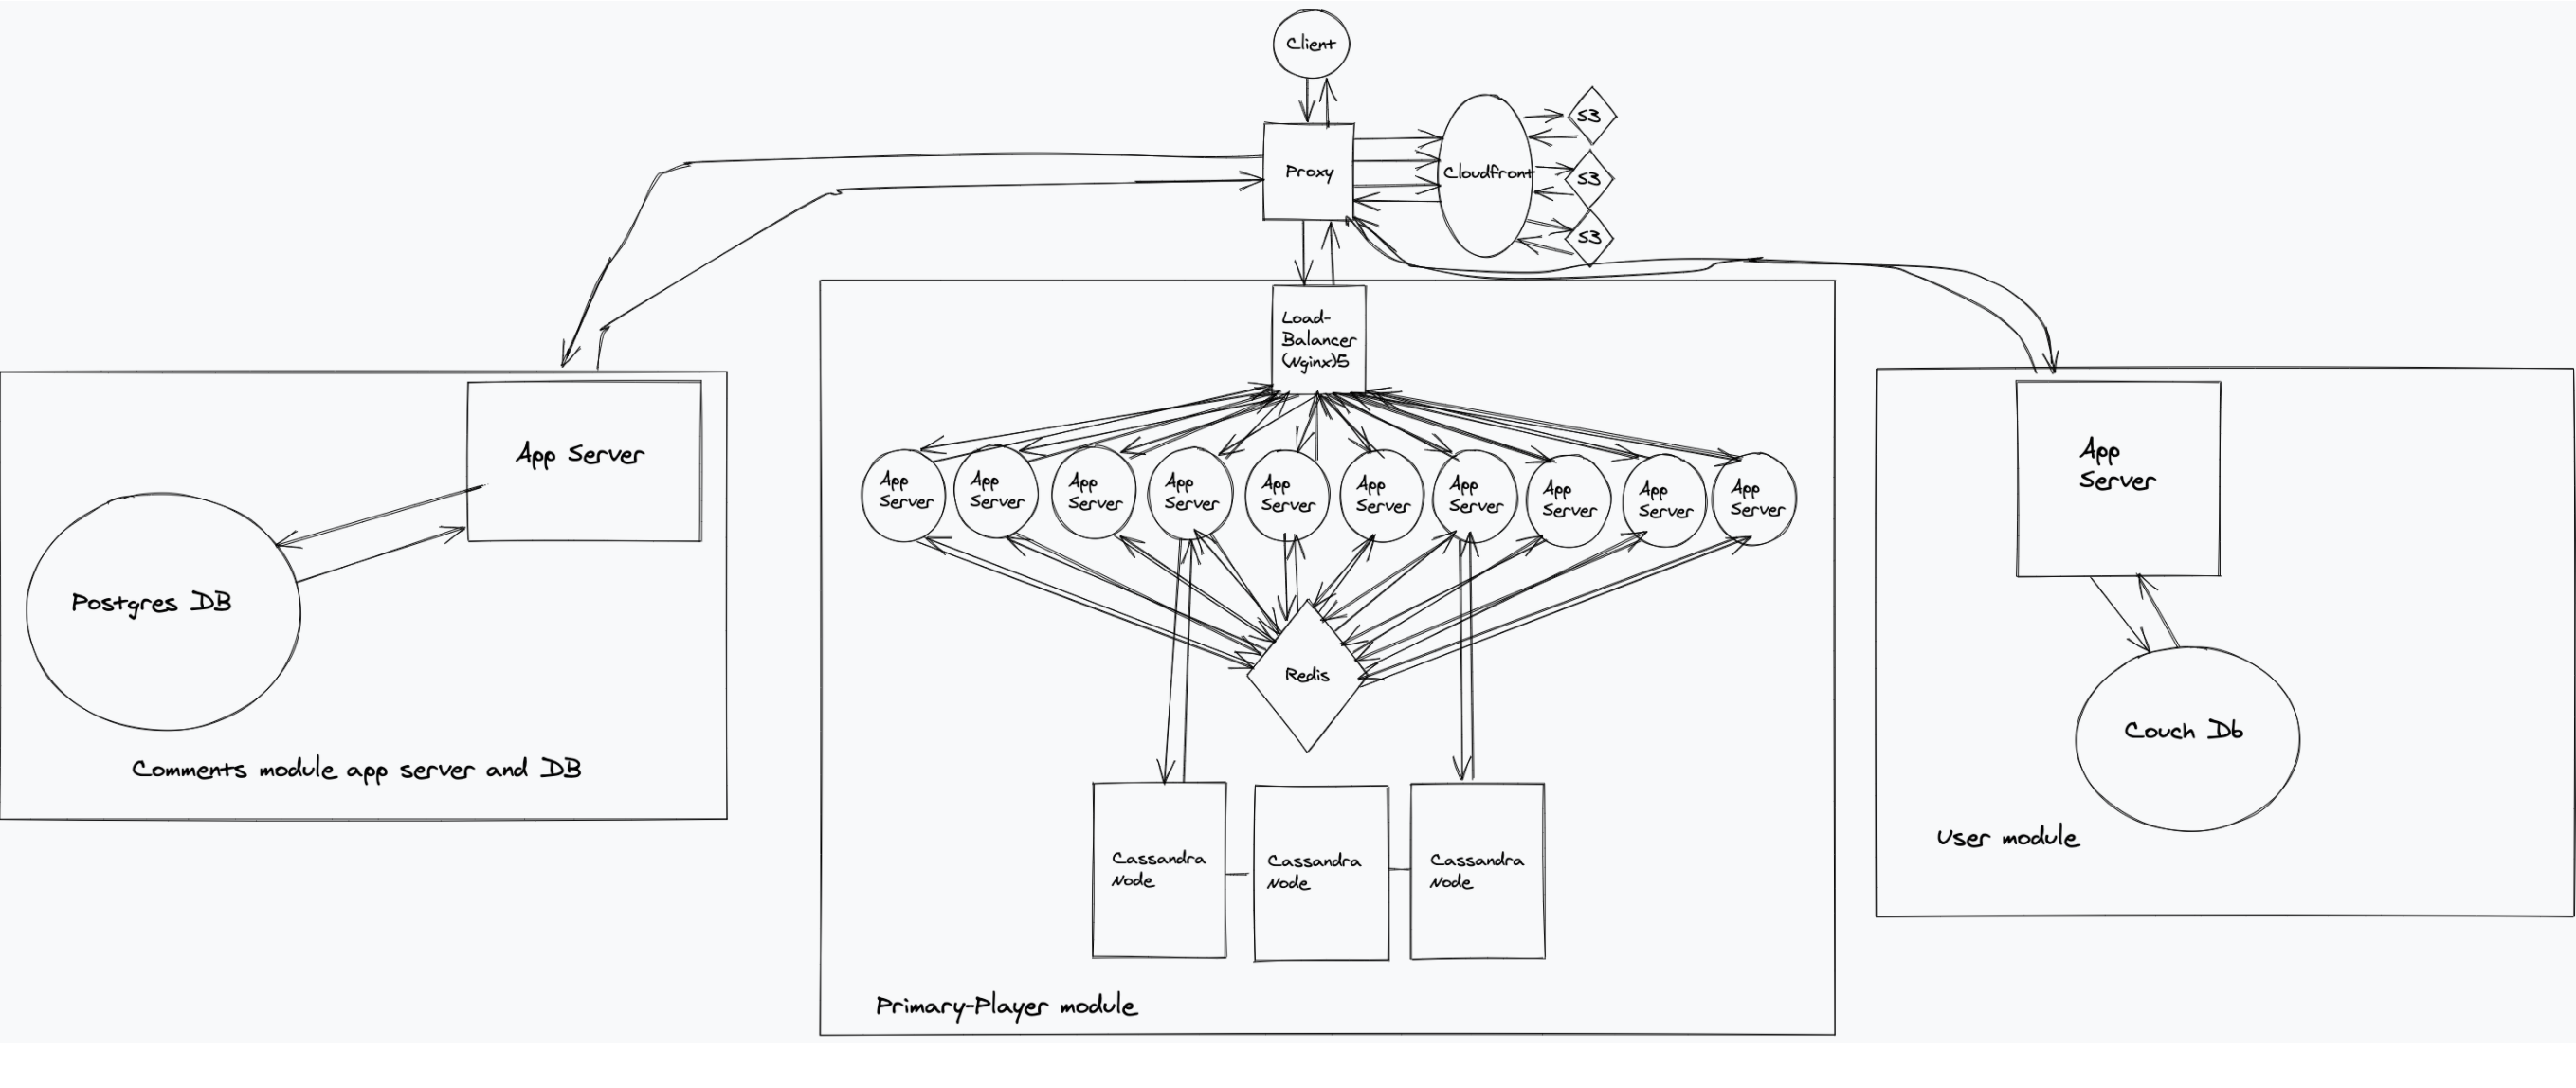 Client
Proxy
Cloudfront
S3
S3
S3
Load-
Balancer
(Nginx)5
App
Server
App
Server
App
Server
App
Server
App
Server
App
Server
App
Server
App
Server
App
Server
App
Server
Redis
Cassandra
Node
Cassandra
Node
Cassandra
Node
Primary-Player module
App Server
Postgres DB
Comments module app server and DB
App
Server
Couch Db
User module